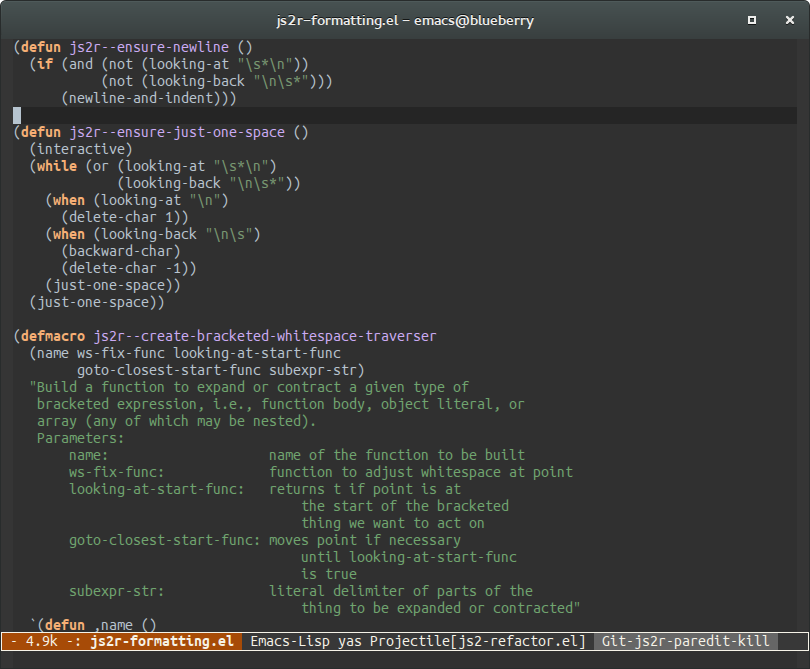 js2r-formatting.el - emacs@blueberry
(defun js2r--ensure-newline ()
  (if (and (not (looking-at "\s*\n"))
           (not (looking-back "\n\s*")))
      (newline-and-indent)))

(defun js2r--ensure-just-one-space ()
  (interactive)
  (while (or (looking-at "\s*\n")
             (looking-back "\n\s*"))
    (when (looking-at "\n")
      (delete-char 1))
    (when (looking-back "\n\s")
      (backward-char)
      (delete-char -1))
    (just-one-space))
  (just-one-space))

(defmacro js2r--create-bracketed-whitespace-traverser
  (name ws-fix-func looking-at-start-func
        goto-closest-start-func subexpr-str)
  "Build a function to expand or contract a given type of
   bracketed expression, i.e., function body, object literal, or
   array (any of which may be nested).
   Parameters:
       name:                    name of the function to be built
       ws-fix-func:             function to adjust whitespace at point
       looking-at-start-func:   returns t if point is at
                                    the start of the bracketed
                                    thing we want to act on
       goto-closest-start-func: moves point if necessary
                                    until looking-at-start-func
                                    is true
       subexpr-str:             literal delimiter of parts of the
                                    thing to be expanded or contracted"
  `(defun ,name ()
- 4.9k -: js2r-formatting.el Emacs-Lisp yas Projectile[js2-refactor.el] Git-js2r-paredit-kill